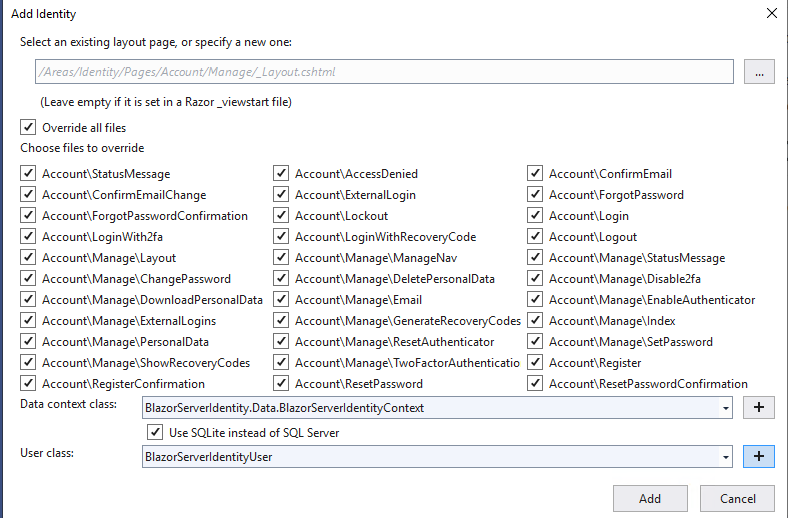 Add Identity
Select an existing layout page, or specify a new one:
/Areas/Identity/Pages/Account/Manage/_Layout.cshtml
...
(Leave empty if it is set in a Razor _viewstart file)
Override all files
Choose files to override
Account\StatusMessage Account\AccessDenied Account\ConfirmEmail
Account\ConfirmEmailChange Account\ExternalLogin Account\ForgotPassword
Account\ForgotPasswordConfirmation Account\Lockout Account\Login
Account\LoginWith2fa Account\LoginWithRecoveryCode Account\Logout
Account\Manage\Layout Account\Manage\ManageNav Account\Manage\StatusMessage
Account\Manage\ChangePassword Account\Manage\DeletePersonalData Account\Manage\Disable2fa
Account\Manage\DownloadPersonalData Account\Manage\Email Account\Manage\EnableAuthenticator
Account\Manage\ExternalLogins Account\Manage\GenerateRecoveryCodes Account\Manage\Index
Account\Manage\PersonalData Account\Manage\ResetAuthenticator Account\Manage\SetPassword
Account\Manage\ShowRecoveryCodes Account\Manage\TwoFactorAuthenticatio Account\Register
Account\RegisterConfirmation Account\ResetPassword Account\ResetPasswordConfirmation
Data context class: BlazorServerIdentity.Data.BlazorServerIdentityContext +
Use SQLite instead of SQL Server
User class: BlazorServerIdentityUser +
Add Cancel